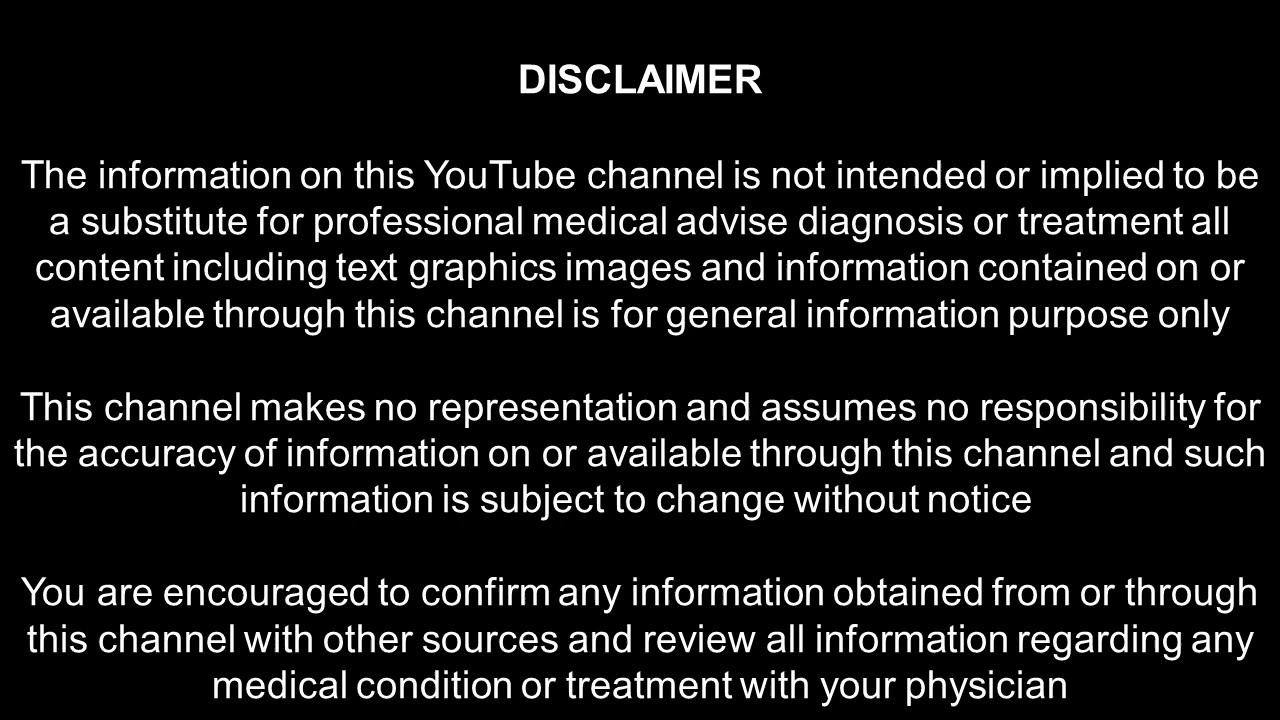 DISCLAIMER
The information on this YouTube channel is not intended or implied to be
a substitute for professional medical advise diagnosis or treatment all
content including text graphics images and information contained on or
available through this channel is for general information purpose only
This channel makes no representation and assumes no responsibility for
the accuracy of information on or available through this channel and such
information is subject to change without notice
You are encouraged to confirm any information obtained from or through
this channel with other sources and review all information regarding any
medical condition or treatment with your physician